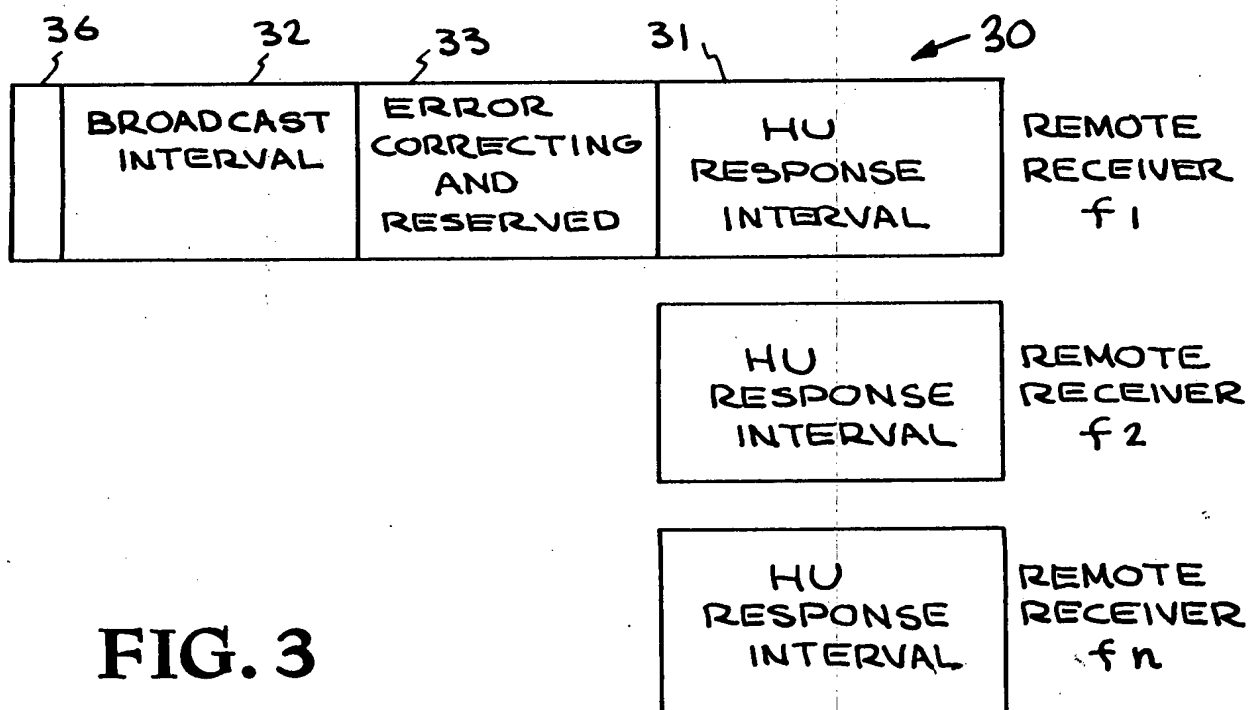 36 32 33 31 30
BROADCAST
INTERVAL
ERROR
CORRECTING
AND
RESERVED
HU
RESPONSE
INTERVAL
REMOTE
RECEIVER
f1
HU
RESPONSE
INTERVAL
REMOTE
RECEIVER
f2
HU
RESPONSE
INTERVAL
REMOTE
RECEIVER
fn
FIG. 3